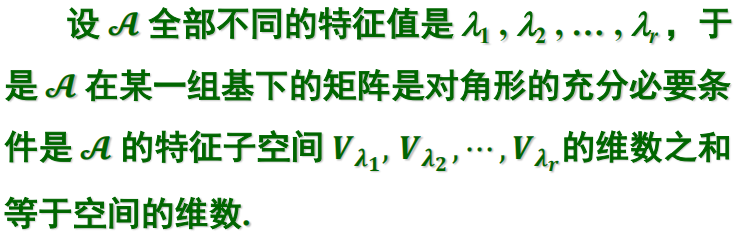 设 𝓐 全部不同的特征值是 λ₁ , λ₂ , … , λᵣ ，于
是 𝓐 在某一组基下的矩阵是对角形的充分必要条
件是 𝓐 的特征子空间 V_{λ₁} , V_{λ₂} , ⋯ , V_{λᵣ} 的维数之和
等于空间的维数.